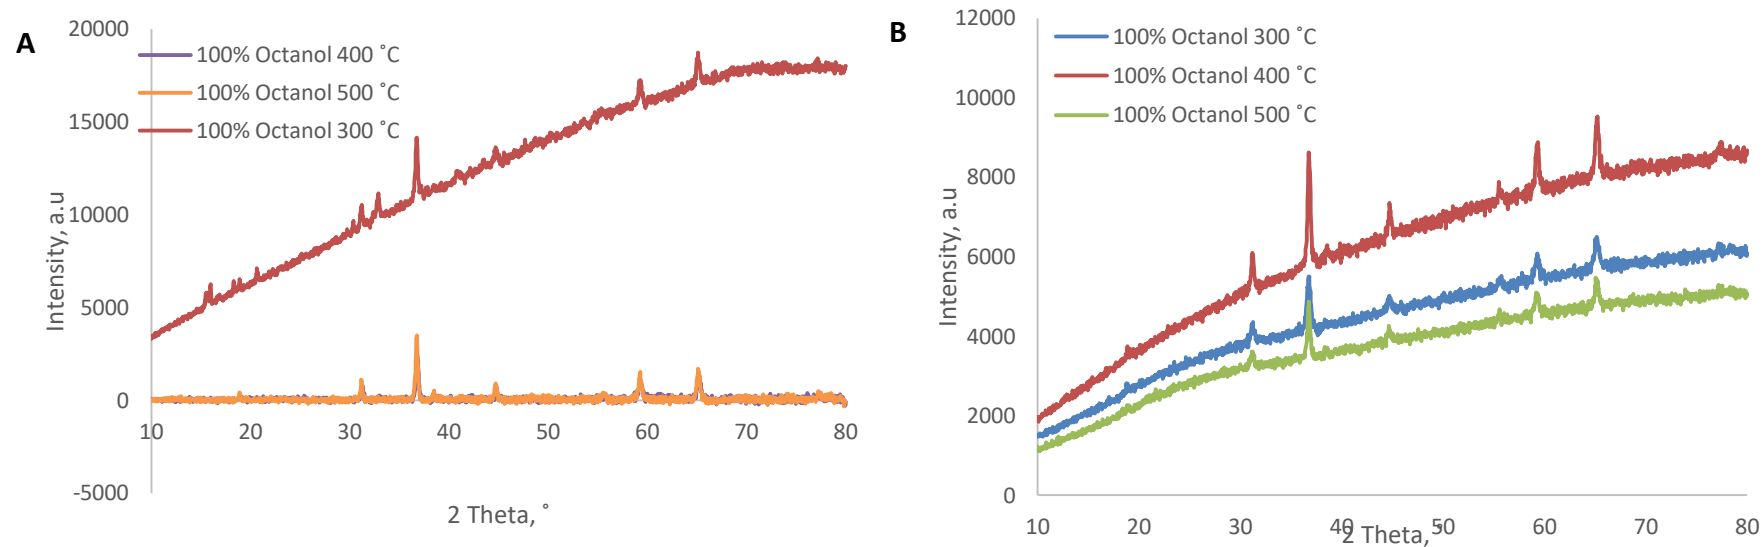 A
20000
15000
10000
5000
0
-5000
Intensity, a.u
100% Octanol 400 ˚C
100% Octanol 500 ˚C
100% Octanol 300 ˚C
10 20 30 40 50 60 70 80
2 Theta, ˚
B
12000
10000
8000
6000
4000
2000
0
Intensity, a.u
100% Octanol 300 ˚C
100% Octanol 400 ˚C
100% Octanol 500 ˚C
10 20 30 40 50 60 70 80
2 Theta, ˚